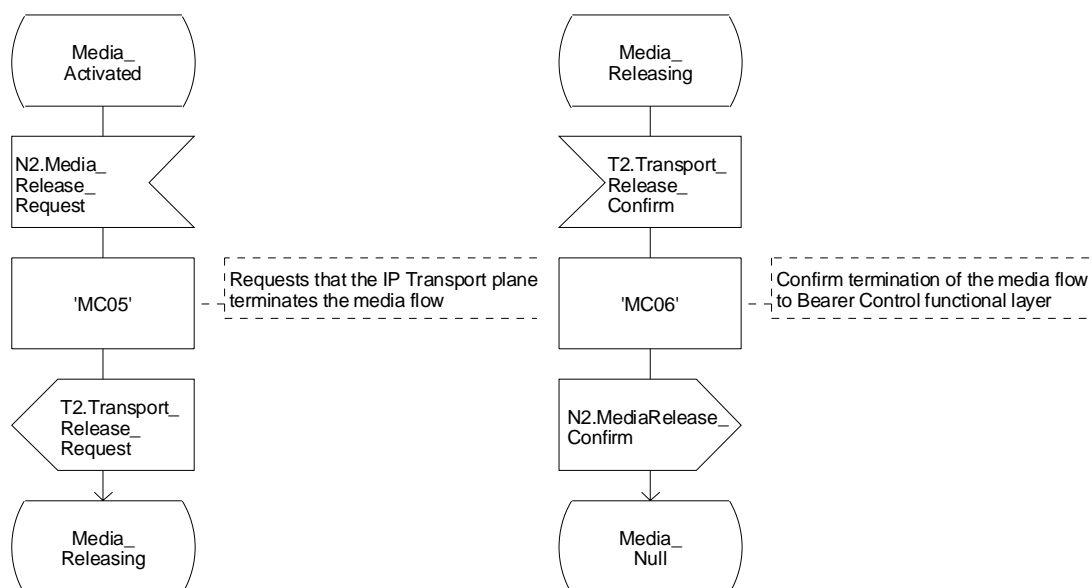 Media_
Activated
N2.Media_
Release_
Request
'MC05'
Requests that the IP Transport plane
terminates the media flow
T2.Transport_
Release_
Request
Media_
Releasing
Media_
Releasing
T2.Transport_
Release_
Confirm
'MC06'
Confirm termination of the media flow
to Bearer Control functional layer
N2.MediaRelease_
Confirm
Media_
Null